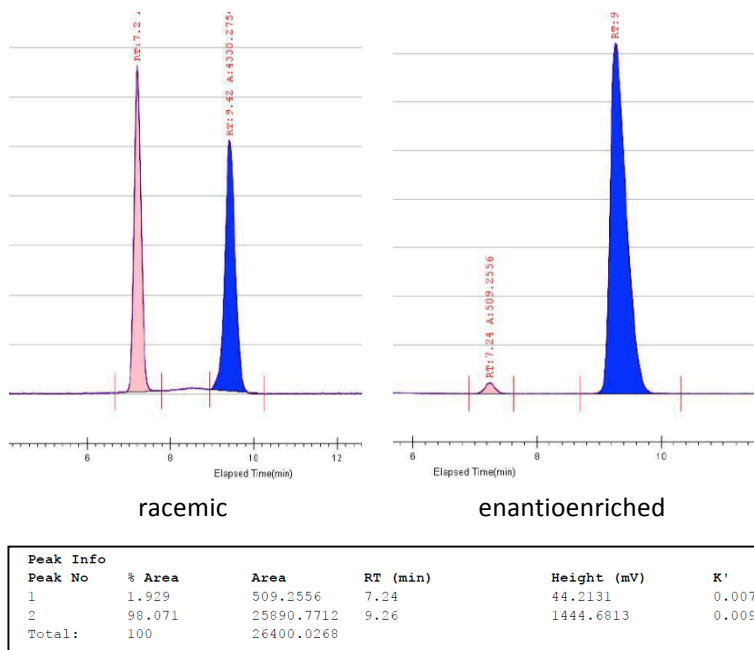 RT:7.2
RT:9.42 A:4330.275
6 8 10 12
Elapsed Time(min)
racemic
RT:7.24 A:509.2556
RT:9
6 8 10
Elapsed Time(min)
enantioenriched
Peak Info
Peak No % Area Area RT (min) Height (mV) K'
1 1.929 509.2556 7.24 44.2131 0.007
2 98.071 25890.7712 9.26 1444.6813 0.009
Total: 100 26400.0268